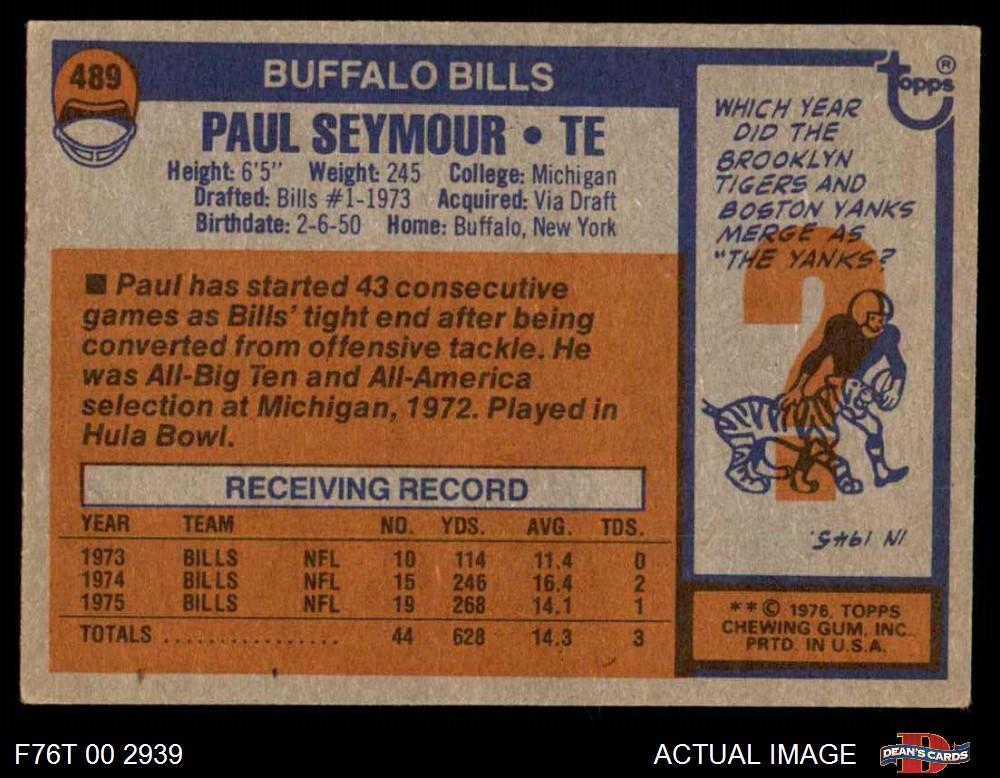 489
BUFFALO BILLS
PAUL SEYMOUR • TE
Height: 6'5" Weight: 245 College: Michigan
Drafted: Bills #1-1973 Acquired: Via Draft
Birthdate: 2-6-50 Home: Buffalo, New York
■ Paul has started 43 consecutive
games as Bills' tight end after being
converted from offensive tackle. He
was All-Big Ten and All-America
selection at Michigan, 1972. Played in
Hula Bowl.
RECEIVING RECORD
YEAR TEAM NO. YDS. AVG. TDS.
1973 BILLS NFL 10 114 11.4 0
1974 BILLS NFL 15 246 16.4 2
1975 BILLS NFL 19 268 14.1 1
TOTALS ................. 44 628 14.3 3
topps ®
WHICH YEAR
DID THE
BROOKLYN
TIGERS AND
BOSTON YANKS
MERGE AS
"THE YANKS?
IN 1945.
** © 1976, TOPPS
CHEWING GUM, INC.
PRTD. IN U.S.A.
F76T 00 2939
ACTUAL IMAGE
D
DEAN'S CARDS